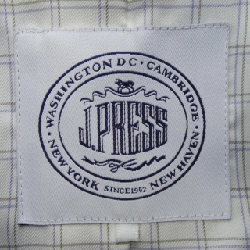 WASHINGTON DC · CAMBRIDGE
J. PRESS
NEW YORK SINCE 1902 NEW HAVEN